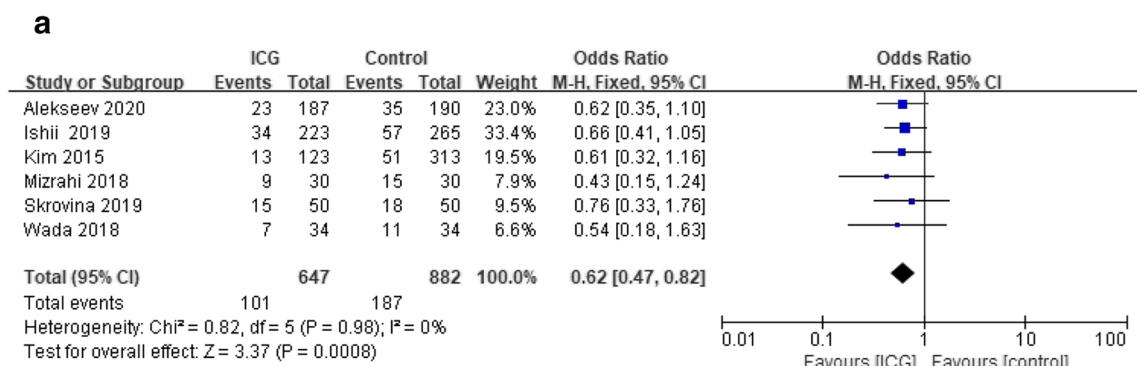 a
ICG Control Odds Ratio Odds Ratio
Study or Subgroup Events Total Events Total Weight M-H, Fixed, 95% CI M-H, Fixed, 95% CI
Alekseev 2020 23 187 35 190 23.0% 0.62 [0.35, 1.10]
Ishii 2019 34 223 57 265 33.4% 0.66 [0.41, 1.05]
Kim 2015 13 123 51 313 19.5% 0.61 [0.32, 1.16]
Mizrahi 2018 9 30 15 30 7.9% 0.43 [0.15, 1.24]
Skrovina 2019 15 50 18 50 9.5% 0.76 [0.33, 1.76]
Wada 2018 7 34 11 34 6.6% 0.54 [0.18, 1.63]
Total (95% CI) 647 882 100.0% 0.62 [0.47, 0.82]
Total events 101 187
Heterogeneity: Chi² = 0.82, df = 5 (P = 0.98); I² = 0%
Test for overall effect: Z = 3.37 (P = 0.0008)
0.01 0.1 1 10 100
Favours [ICG] Favours [control]